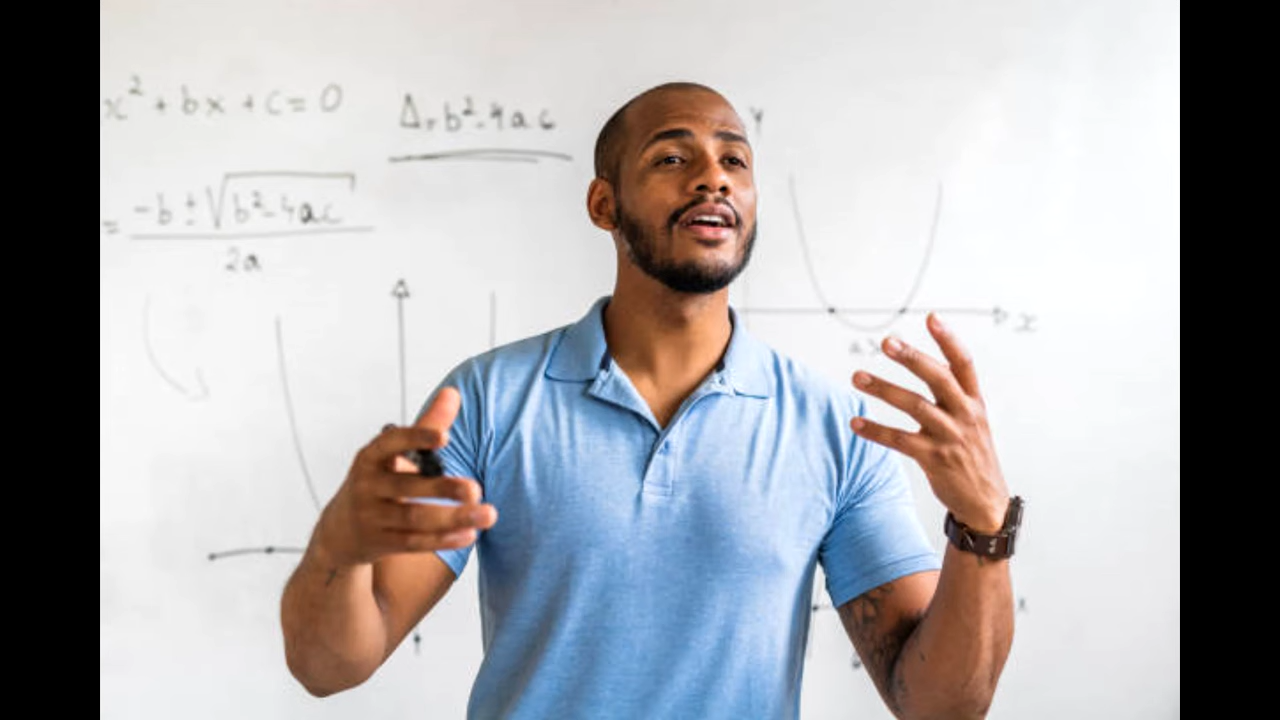 x² + bx + c = 0
Δ = b² - 4ac
= -b ± √b² - 4ac
2a
y
x